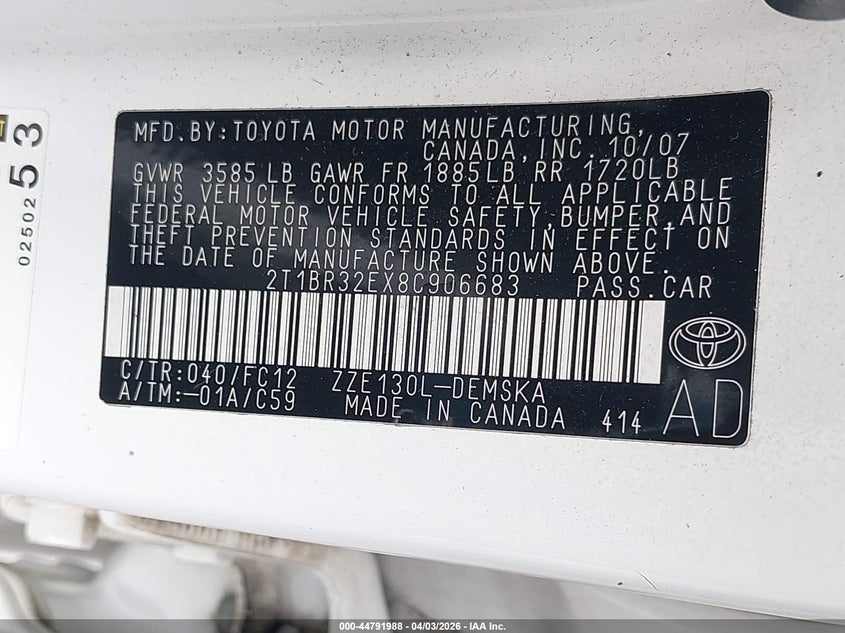 MFD.BY:TOYOTA MOTOR MANUFACTURING,
CANADA,INC. 10/07
GVWR 3585 LB GAWR FR 1885LB RR 1720LB
THIS VEHICLE CONFORMS TO ALL APPLICABLE
FEDERAL MOTOR VEHICLE SAFETY,BUMPER,AND
THEFT PREVENTION STANDARDS IN EFFECT ON
THE DATE OF MANUFACTURE SHOWN ABOVE.
2T1BR32EX8C906683 PASS.CAR
C/TR:040/FC12 ZZE130L-DEMSKA
A/TM:-01A/C59 MADE IN CANADA 414
AD
02502
53
000-44791988 - 04/03/2026 - IAA Inc.